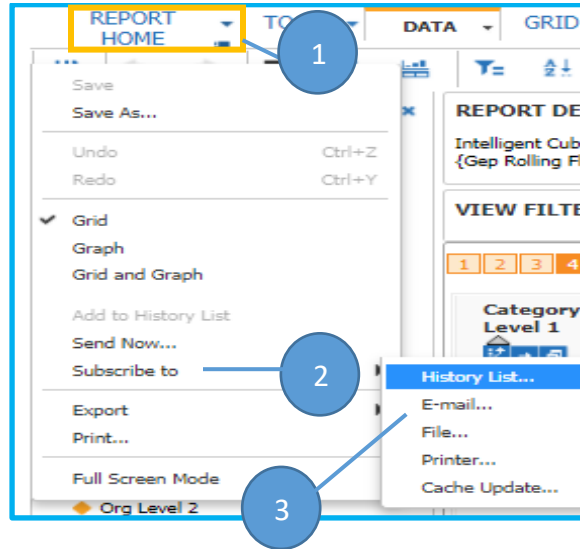 REPORT HOME
TO
DATA
GRID
1
Save
Save As...
Undo Ctrl+Z
Redo Ctrl+Y
Grid
Graph
Grid and Graph
Add to History List
Send Now...
Subscribe to
2
Export
Print...
Full Screen Mode
Org Level 2
3
History List...
E-mail...
File...
Printer...
Cache Update...
REPORT DE
Intelligent Cub
{Gep Rolling F
VIEW FILTE
1 2 3 4
Category
Level 1